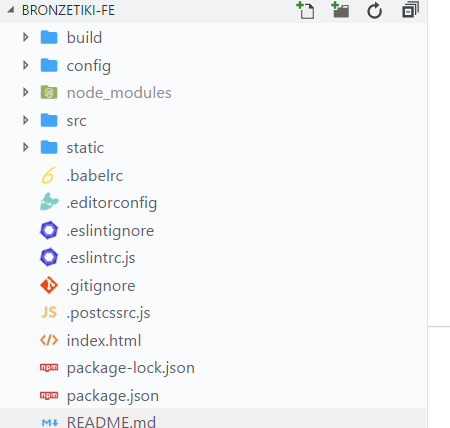 BRONZETIKI-FE
build
config
node_modules
src
static
.babelrc
.editorconfig
.eslintignore
.eslintrc.js
.gitignore
JS .postcssrc.js
index.html
npm package-lock.json
npm package.json
M↓ README.md